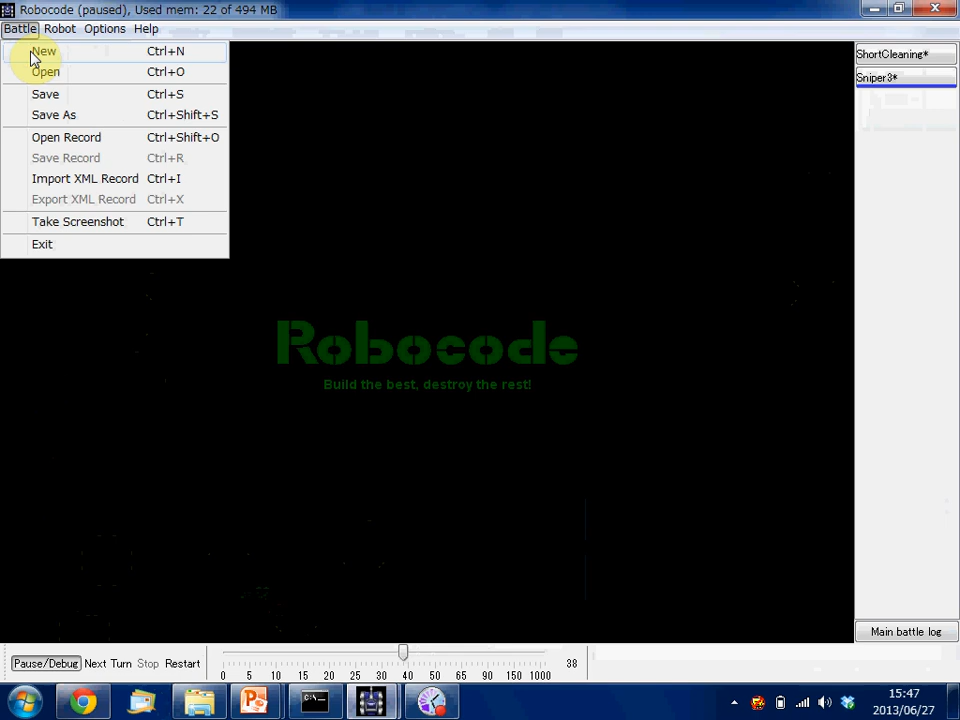 Robocode (paused), Used mem: 22 of 494 MB
Battle Robot Options Help
New Ctrl+N
Open Ctrl+O
Save Ctrl+S
Save As Ctrl+Shift+S
Open Record Ctrl+Shift+O
Save Record Ctrl+R
Import XML Record Ctrl+I
Export XML Record Ctrl+X
Take Screenshot Ctrl+T
Exit
ShortCleaning*
Sniper3*
Robocode
Build the best, destroy the rest!
Main battle log
Pause/Debug Next Turn Stop Restart
0 5 10 15 20 25 30 35 40 45 50 55 65 90 150 1000
38
15:47
2013/06/27